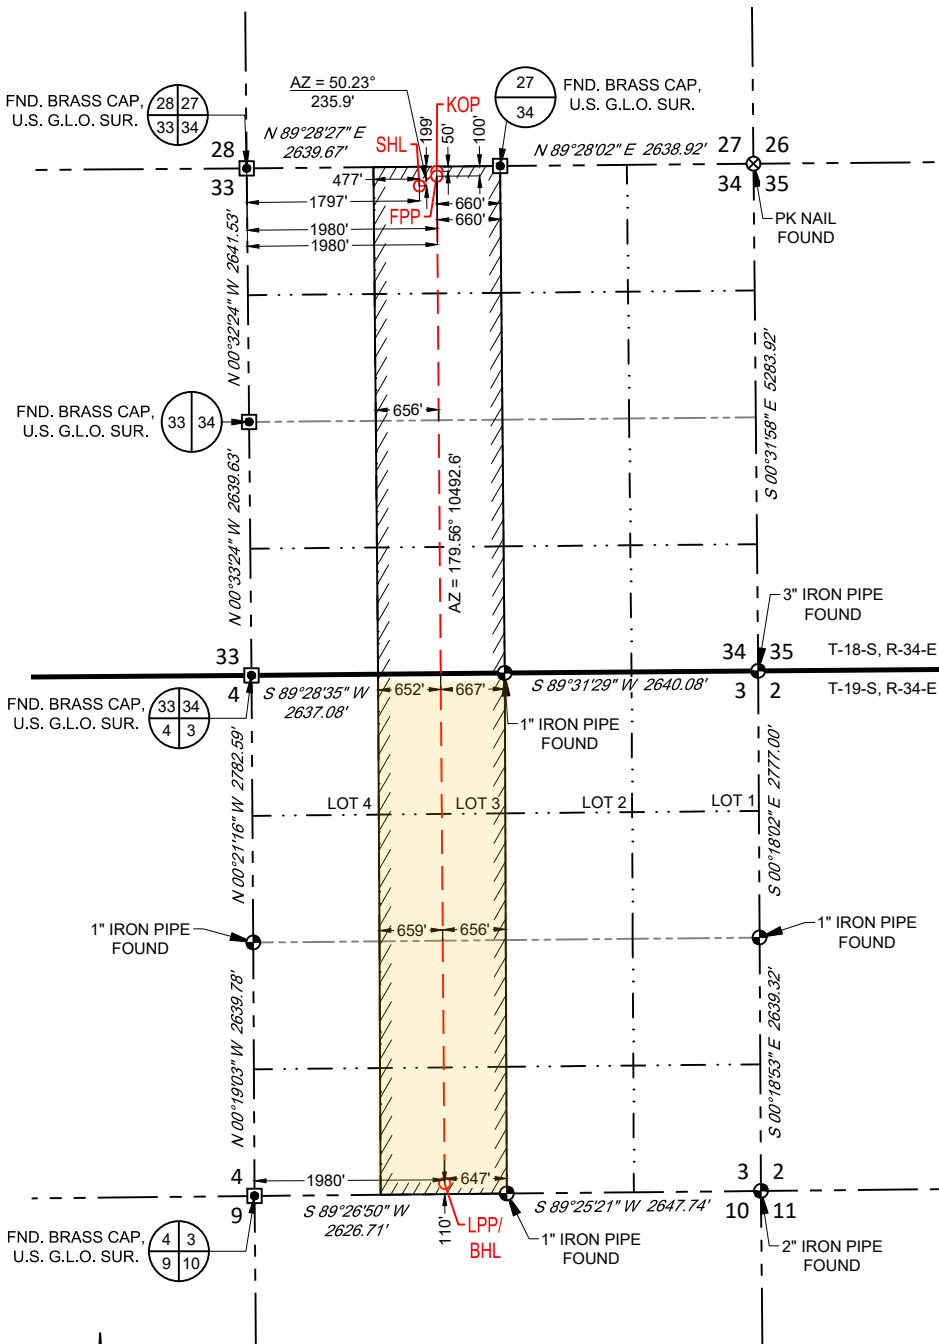 AZ = 50.23°
235.9'
KOP
27
34
FND. BRASS CAP,
U.S. G.L.O. SUR.
FND. BRASS CAP,
U.S. G.L.O. SUR.
28 27
33 34
199'
50'
100'
N 89°28'27" E
2639.67'
SHL
N 89°28'02" E 2638.92'
27 26
34 35
28
33
477'
1797'
FPP
660'
660'
1980'
1980'
PK NAIL
FOUND
N 00°32'24" W 2641.53'
FND. BRASS CAP,
U.S. G.L.O. SUR.
33 34
656'
S 00°31'58" E 5283.92'
AZ = 179.56° 10492.6'
N 00°33'24" W 2639.63'
3" IRON PIPE
FOUND
33
4
34 35
3 2
T-18-S, R-34-E
T-19-S, R-34-E
S 89°28'35" W
2637.08'
652'
667'
S 89°31'29" W 2640.08'
FND. BRASS CAP,
U.S. G.L.O. SUR.
33 34
4 3
1" IRON PIPE
FOUND
N 00°21'16" W 2782.59'
S 00°18'02" E 2777.00'
LOT 4
LOT 3
LOT 2
LOT 1
1" IRON PIPE
FOUND
659'
656'
1" IRON PIPE
FOUND
N 00°19'03" W 2639.78'
S 00°18'53" E 2639.32'
4
9
1980'
647'
3 2
10 11
S 89°26'50" W
2626.71'
110'
LPP/
BHL
S 89°25'21" W 2647.74'
FND. BRASS CAP,
U.S. G.L.O. SUR.
4 3
9 10
1" IRON PIPE
FOUND
2" IRON PIPE
FOUND